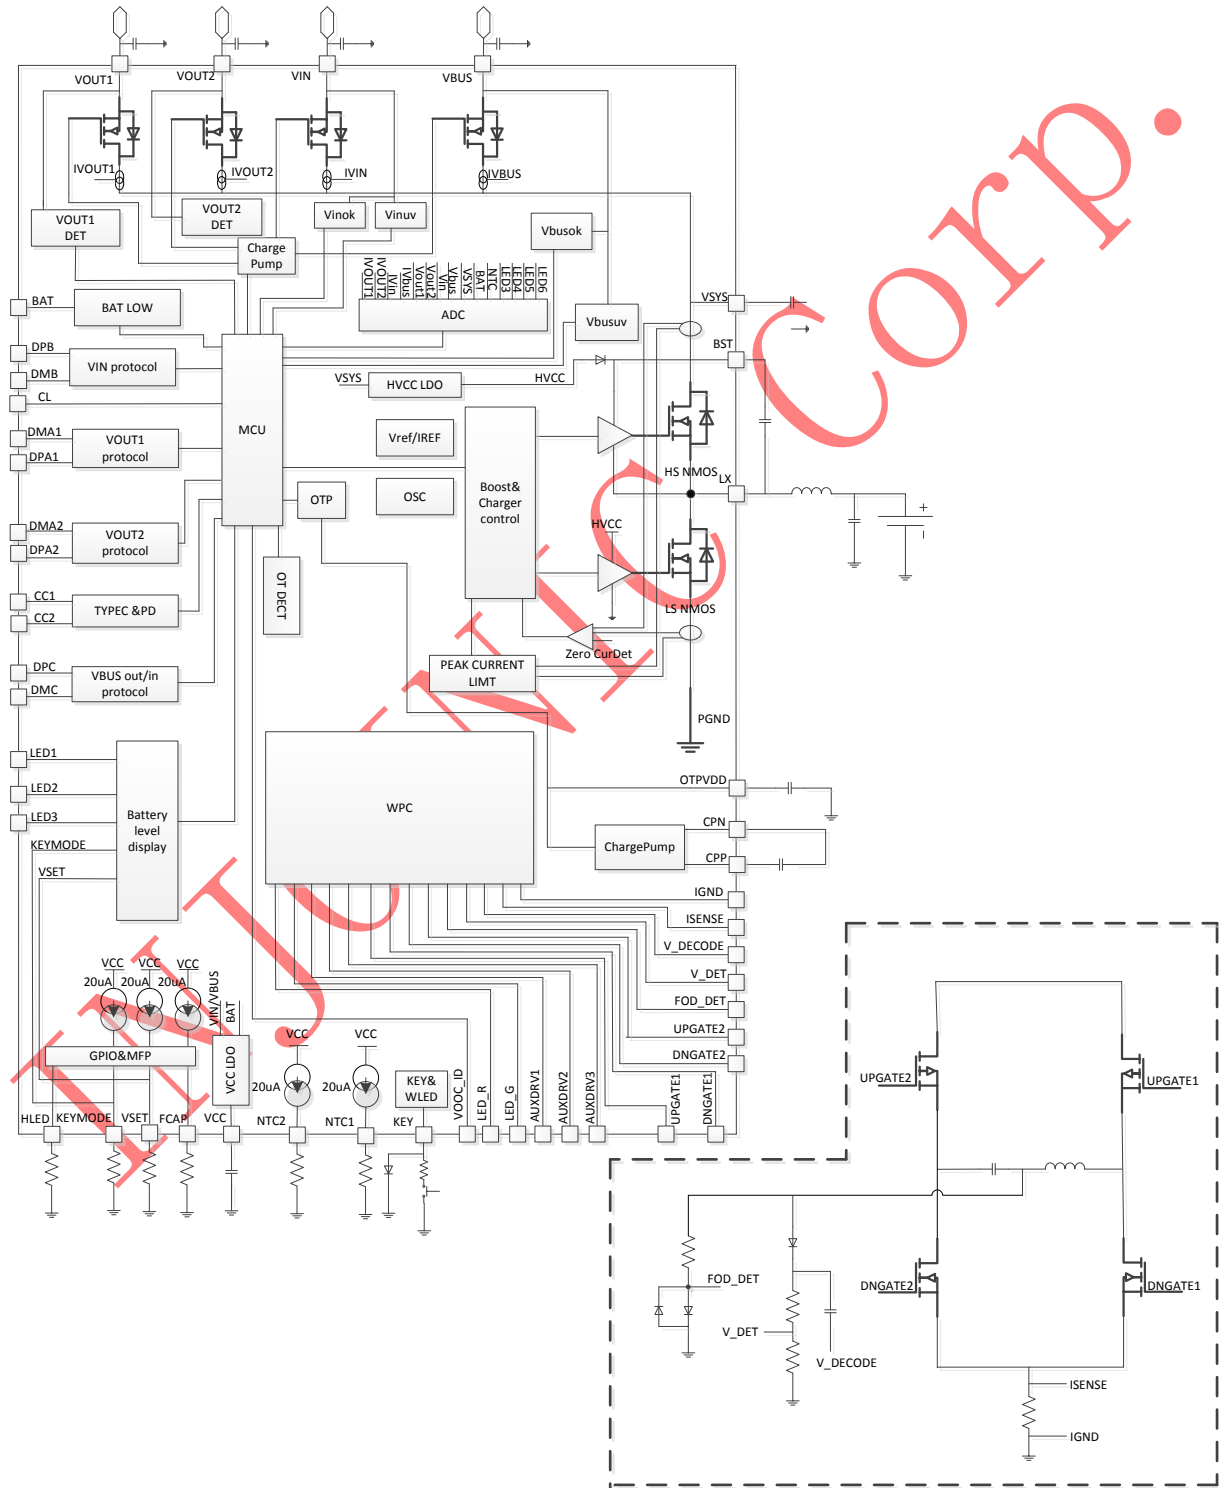 VOUT1
VOUT2
VIN
VBUS
IVOUT1
IVOUT2
IVIN
IVBUS
VOUT1
DET
VOUT2
DET
Vinok
Vinuv
Charge
Pump
Vbusok
IVOUT1
IVOUT2
IVin
IVbus
Vout1
Vout2
Vin
Vbus
VSYS
BAT
NTC
LED3
LED4
LED5
LED6
ADC
Vbusuv
VSYS
BST
BAT
BAT LOW
DPB
DMB
VIN protocol
CL
MCU
VSYS
HVCC LDO
HVCC
DMA1
DPA1
VOUT1
protocol
Vref/IREF
Boost&
Charger
control
HS NMOS
LX
OTP
OSC
DMA2
DPA2
VOUT2
protocol
HVCC
OT DECT
CC1
CC2
TYPEC &PD
LS NMOS
Zero CurDet
DPC
DMC
VBUS out/in
protocol
PEAK CURRENT
LIMT
PGND
LED1
LED2
LED3
KEYMODE
VSET
Battery
level
display
WPC
OTPVDD
CPN
ChargePump
CPP
IGND
ISENSE
V_DECODE
V_DET
FOD_DET
UPGATE2
DNGATE2
VCC
VCC
VCC
20uA
20uA
20uA
VIN/VBUS
BAT
GPIO&MFP
VCC LDO
VCC
20uA
VCC
20uA
KEY&
WLED
HLED
KEYMODE
VSET
FCAP
VCC
NTC2
NTC1
KEY
VOOC_ID
LED_R
LED_G
AUXDRV1
AUXDRV2
AUXDRV3
UPGATE1
DNGATE1
UPGATE2
UPGATE1
DNGATE2
DNGATE1
FOD_DET
V_DET
V_DECODE
ISENSE
IGND
INJOINIC Corp.